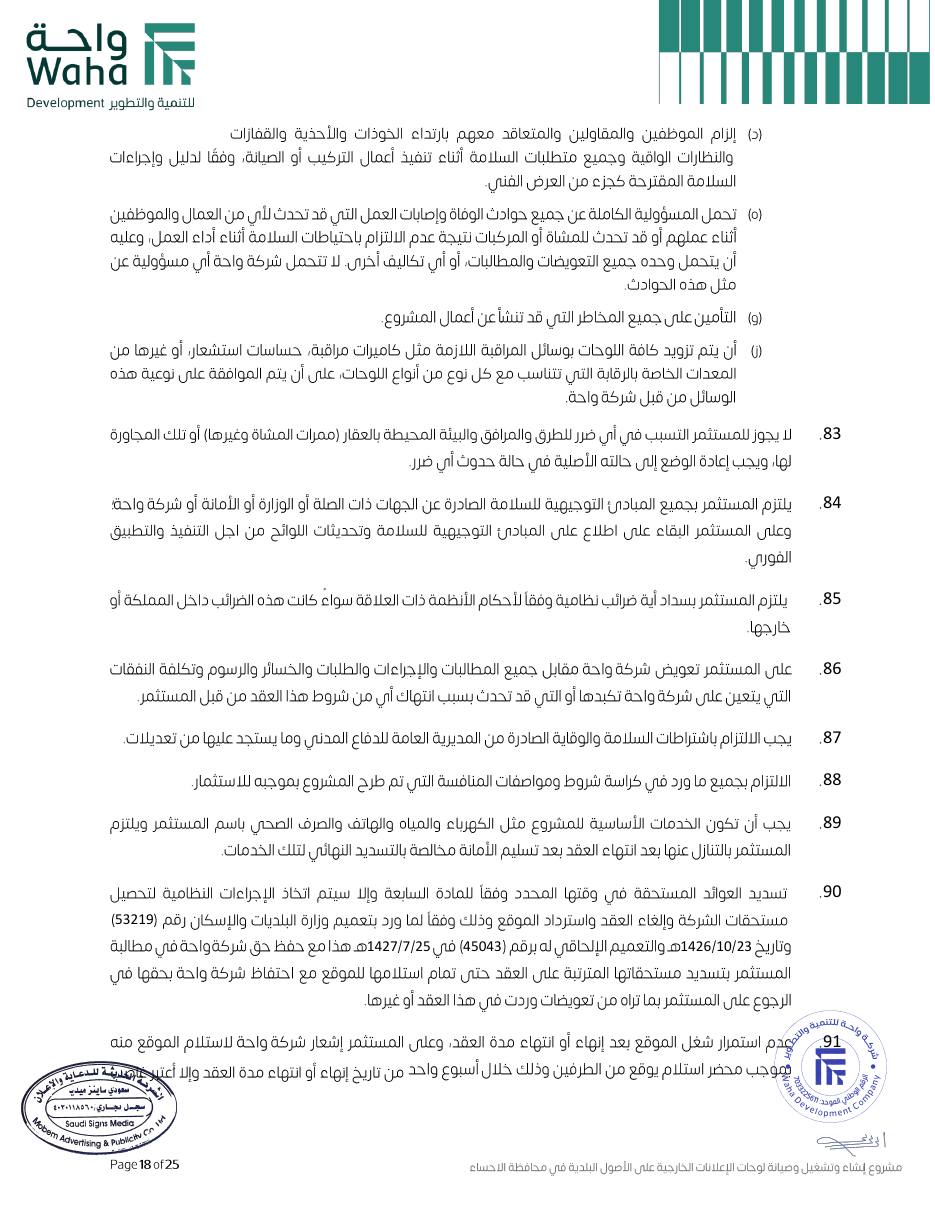 واحة
Waha
Development للتنمية والتطوير
(د) إلزام الموظفين والمقاولين والمتعاقد معهم بارتداء الخوذات والأحذية والقفازات
والنظارات الواقية وجميع متطلبات السلامة أثناء تنفيذ أعمال التركيب أو الصيانة، وفقًا لدليل وإجراءات
السلامة المقترحة كجزء من العرض الفني.
(ه) تحمل المسؤولية الكاملة عن جميع حوادث الوفاة وإصابات العمل التي قد تحدث لأي من العمال والموظفين
أثناء عملهم أو قد تحدث للمشاة أو المركبات نتيجة عدم الالتزام باحتياطات السلامة أثناء أداء العمل، وعليه
أن يتحمل وحده جميع التعويضات والمطالبات، أو أي تكاليف أخرى. لا تتحمل شركة واحة أي مسؤولية عن
مثل هذه الحوادث.
(و) التأمين على جميع المخاطر التي قد تنشأ عن أعمال المشروع.
(ز) أن يتم تزويد كافة اللوحات بوسائل المراقبة اللازمة مثل كاميرات مراقبة، حساسات استشعار، أو غيرها من
المعدات الخاصة بالرقابة التي تتناسب مع كل نوع من أنواع اللوحات، على أن يتم الموافقة على نوعية هذه
الوسائل من قبل شركة واحة.
83. لا يجوز للمستثمر التسبب في أي ضرر للطرق والمرافق والبيئة المحيطة بالعقار (ممرات المشاة وغيرها) أو تلك المجاورة
لها، ويجب إعادة الوضع إلى حالته الأصلية في حالة حدوث أي ضرر.
84. يلتزم المستثمر بجميع المبادئ التوجيهية للسلامة الصادرة عن الجهات ذات الصلة أو الوزارة أو الأمانة أو شركة واحة؛
وعلى المستثمر البقاء على اطلاع على المبادئ التوجيهية للسلامة وتحديثات اللوائح من اجل التنفيذ والتطبيق
الفوري.
85. يلتزم المستثمر بسداد أية ضرائب نظامية وفقاً لأحكام الأنظمة ذات العلاقة سواءً كانت هذه الضرائب داخل المملكة أو
خارجها.
86. على المستثمر تعويض شركة واحة مقابل جميع المطالبات والإجراءات والطلبات والخسائر والرسوم وتكلفة النفقات
التي يتعين على شركة واحة تكبدها أو التي قد تحدث بسبب انتهاك أي من شروط هذا العقد من قبل المستثمر.
87. يجب الالتزام باشتراطات السلامة والوقاية الصادرة من المديرية العامة للدفاع المدني وما يستجد عليها من تعديلات.
88. الالتزام بجميع ما ورد في كراسة شروط ومواصفات المنافسة التي تم طرح المشروع بموجبه للاستثمار.
89. يجب أن تكون الخدمات الأساسية للمشروع مثل الكهرباء والمياه والهاتف والصرف الصحي باسم المستثمر ويلتزم
المستثمر بالتنازل عنها بعد انتهاء العقد بعد تسليم الأمانة مخالصة بالتسديد النهائي لتلك الخدمات.
90. تسديد العوائد المستحقة في وقتها المحدد وفقاً للمادة السابعة وإلا سيتم اتخاذ الإجراءات النظامية لتحصيل
مستحقات الشركة وإلغاء العقد واسترداد الموقع وذلك وفقاً لما ورد بتعميم وزارة البلديات والإسكان رقم (53219)
وتاريخ 1426/10/23هـ والتعميم الإلحاقي له برقم (45043) في 1427/7/25هـ هذا مع حفظ حق شركة واحة في مطالبة
المستثمر بتسديد مستحقاتها المترتبة على العقد حتى تمام استلامها للموقع مع احتفاظ شركة واحة بحقها في
الرجوع على المستثمر بما تراه من تعويضات وردت في هذا العقد أو غيرها.
91. عدم استمرار شغل الموقع بعد إنهاء أو انتهاء مدة العقد، وعلى المستثمر إشعار شركة واحة لاستلام الموقع منه
بموجب محضر استلام يوقع من الطرفين وذلك خلال أسبوع واحد من تاريخ إنهاء أو انتهاء مدة العقد وإلا أعتبر
شركة واحة للتنمية والتطوير
Waha Development Company
سعودي ساينز ميديا
Saudi Signs Media
Modern Advertising & Publicity Co.
Page 18 of 25
مشروع إنشاء وتشغيل وصيانة لوحات الإعلانات الخارجية على الأصول البلدية في محافظة الاحساء